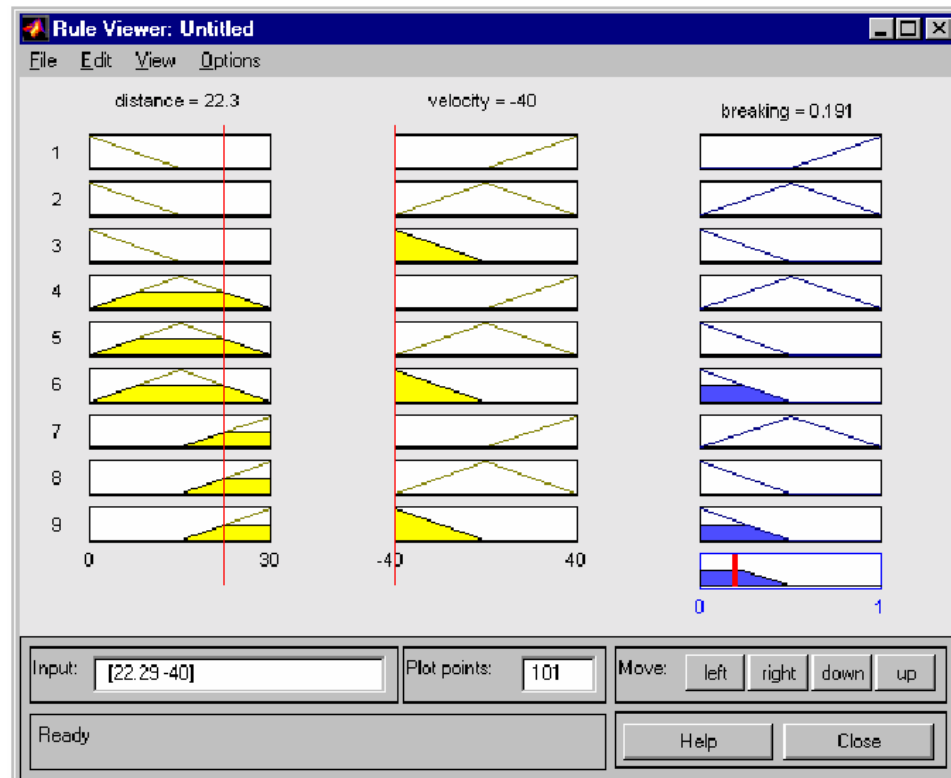 Rule Viewer: Untitled
File Edit View Options
distance = 22.3
velocity = -40
breaking = 0.191
1
2
3
4
5
6
7
8
9
0 30
-40 40
0 1
Input: [22.29 -40]
Plot points: 101
Move: left right down up
Ready
Help Close